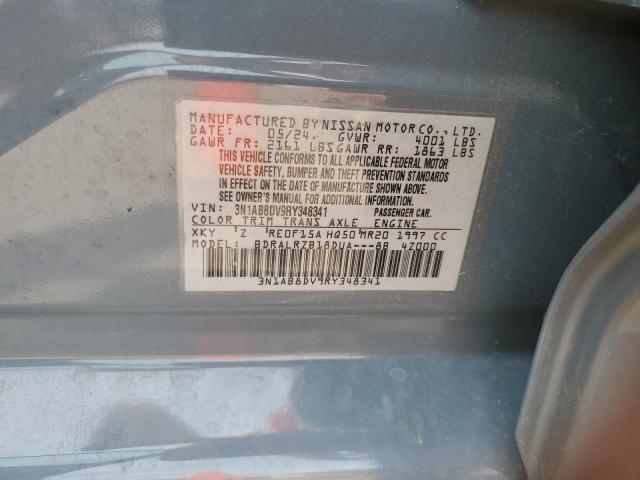 MANUFACTURED BY NISSAN MOTOR CO., LTD.
DATE: 05/24 GVWR: 4001 LBS
GAWR FR: 2161 LBS GAWR RR: 1863 LBS
THIS VEHICLE CONFORMS TO ALL APPLICABLE FEDERAL MOTOR
VEHICLE SAFETY, BUMPER AND THEFT PREVENTION STANDARDS
IN EFFECT ON THE DATE OF MANUFACTURE SHOWN ABOVE.
SEE OWNER'S MANUAL FOR ADDITIONAL INFORMATION.
VIN: 3N1AB8DV9RY348341 PASSENGER CAR.
COLOR TRIM TRANS AXLE ENGINE
XKY Z RE0F15A HQ50 MR20 1997 CC
MODEL: BDRALRZB18DUA---8B 4Z000
3N1AB8DV9RY348341